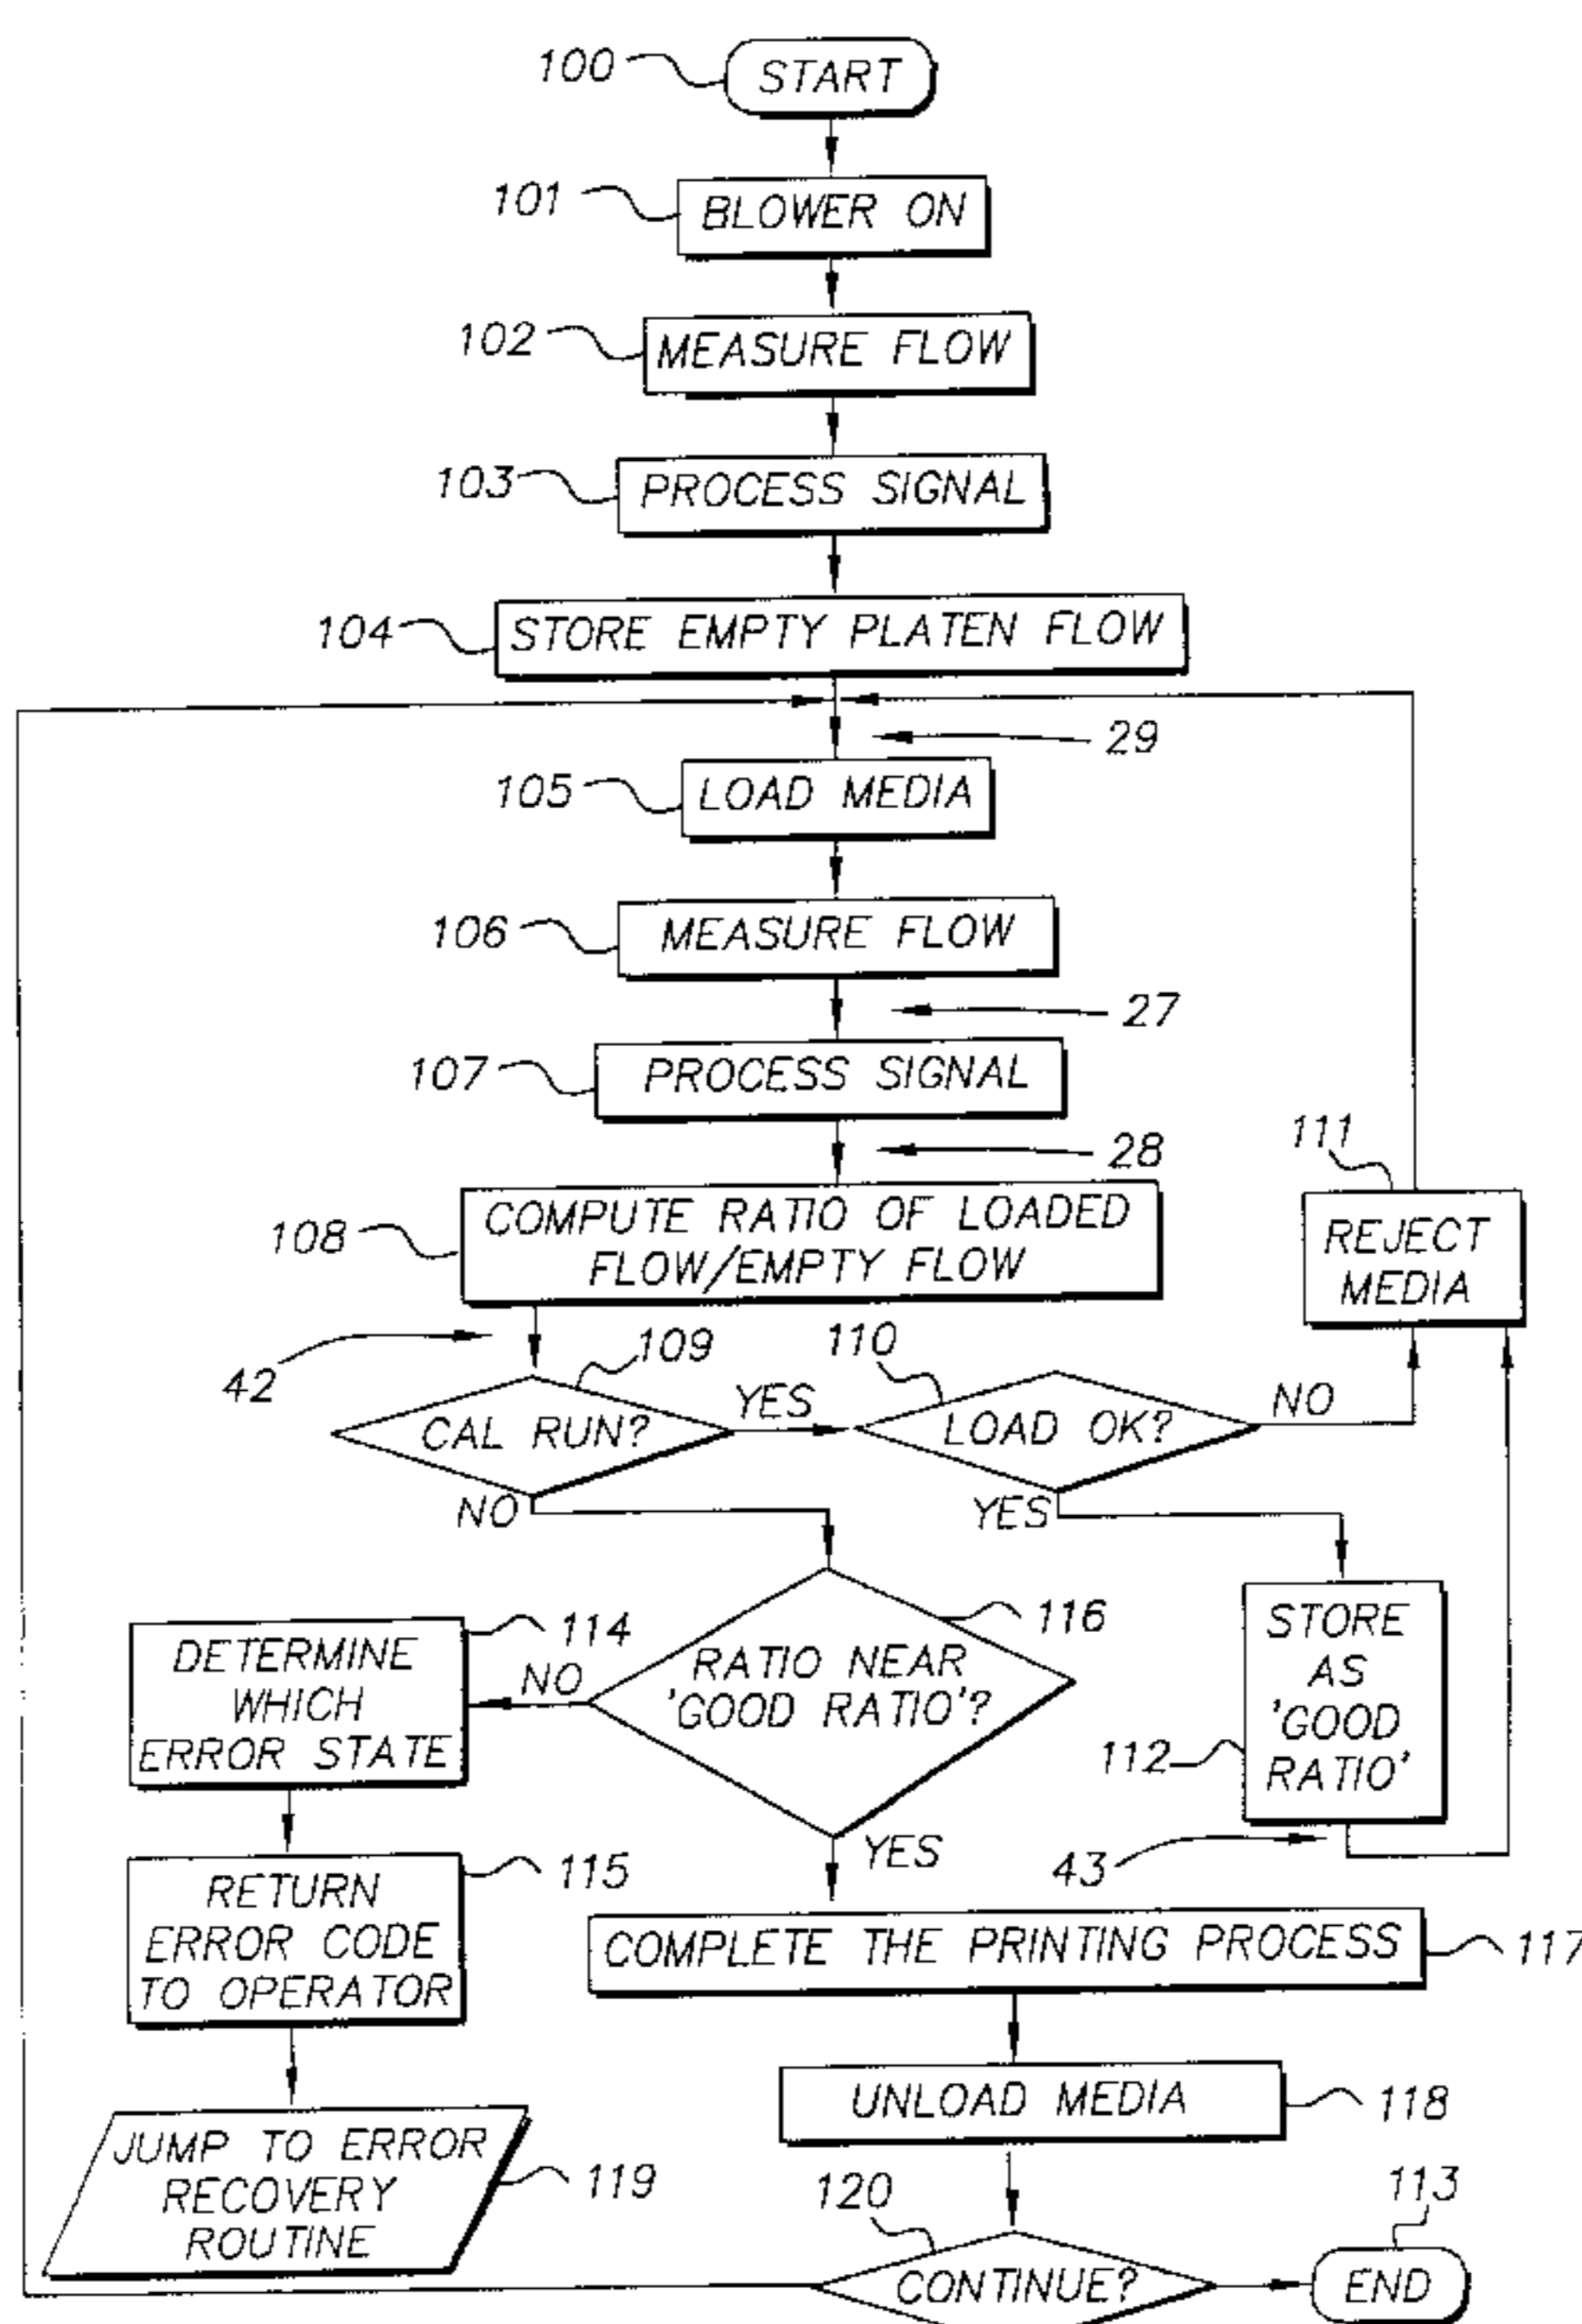 100
START
101
BLOWER ON
102
MEASURE FLOW
103
PROCESS SIGNAL
104
STORE EMPTY PLATEN FLOW
29
105
LOAD MEDIA
106
MEASURE FLOW
27
107
PROCESS SIGNAL
28
108
COMPUTE RATIO OF LOADED
FLOW/EMPTY FLOW
111
REJECT
MEDIA
42
109
CAL RUN?
YES
NO
110
LOAD OK?
NO
YES
116
RATIO NEAR
'GOOD RATIO'?
NO
YES
114
DETERMINE
WHICH
ERROR STATE
112
STORE
AS
'GOOD
RATIO'
43
115
RETURN
ERROR CODE
TO OPERATOR
COMPLETE THE PRINTING PROCESS
117
UNLOAD MEDIA
118
JUMP TO ERROR
RECOVERY
ROUTINE
119
120
CONTINUE?
113
END